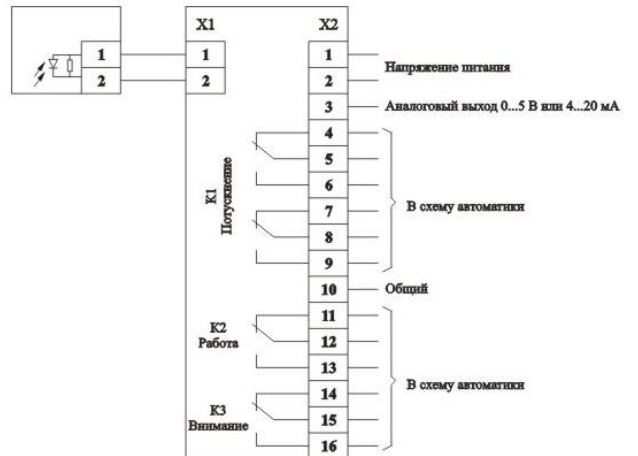 X1
X2
1
1
1
2
2
2
Напряжение питания
3
Аналоговый выход 0...5 В или 4...20 мА
4
5
6
К1
Потускнение
7
8
9
В схему автоматики
10
Общий
11
К2
Работа
12
13
14
К3
Внимание
15
16
В схему автоматики